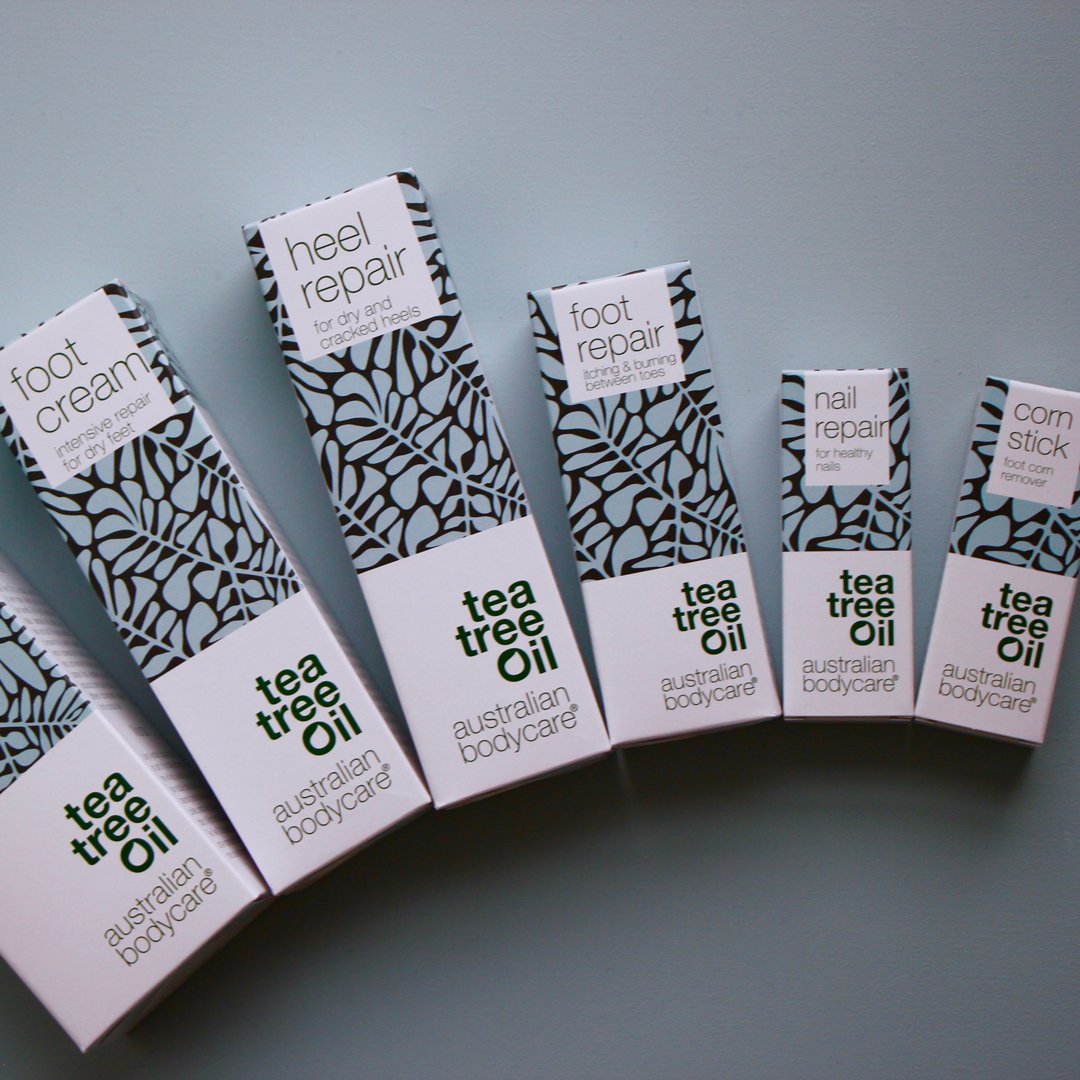 foot
cream
intensive repair
for dry feet
tea
tree
Oil
australian
bodycare®
heel
repair
for dry and
cracked heels
tea
tree
Oil
australian
bodycare®
foot
repair
itching & burning
between toes
tea
tree
Oil
australian
bodycare®
nail
repair
for healthy
nails
tea
tree
Oil
australian
bodycare®
corn
stick
foot corn
remover
tea
tree
Oil
australian
bodycare®
tea
tree
Oil
australian
bodycare®